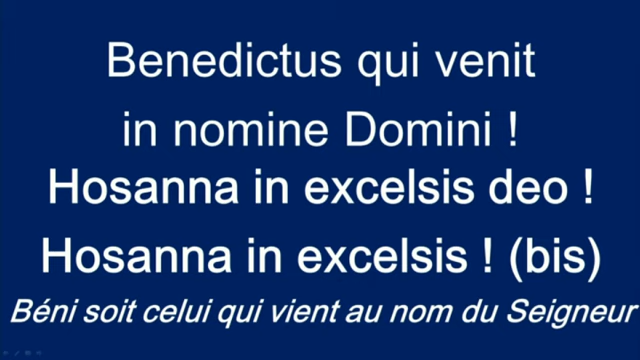 Benedictus qui venit
in nomine Domini !
Hosanna in excelsis deo !
Hosanna in excelsis ! (bis)
Béni soit celui qui vient au nom du Seigneur